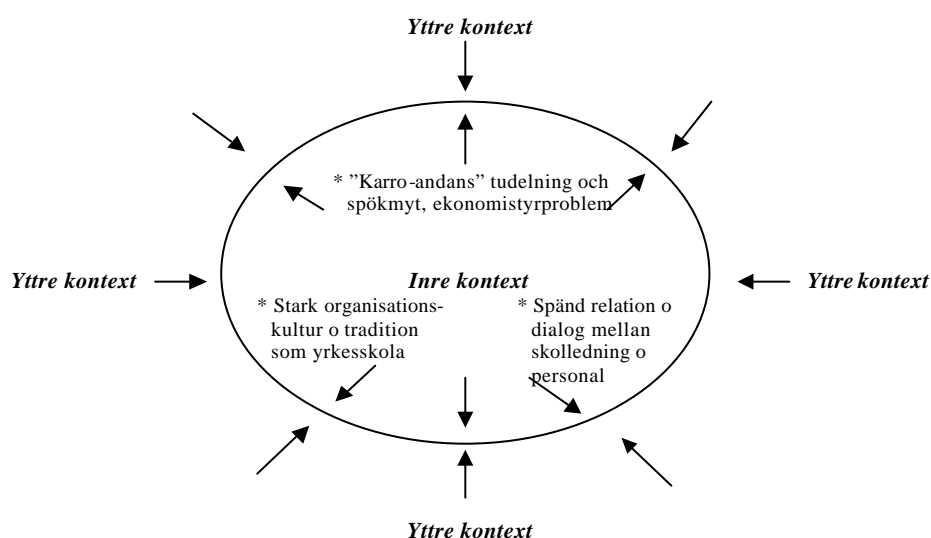 Yttre kontext
* ”Karro-andans” tudelning och
spökmyt, ekonomistyrproblem
Yttre kontext
Inre kontext
Yttre kontext
* Stark organisations-
kultur o tradition
som yrkesskola
* Spänd relation o
dialog mellan
skolledning o
personal
Yttre kontext